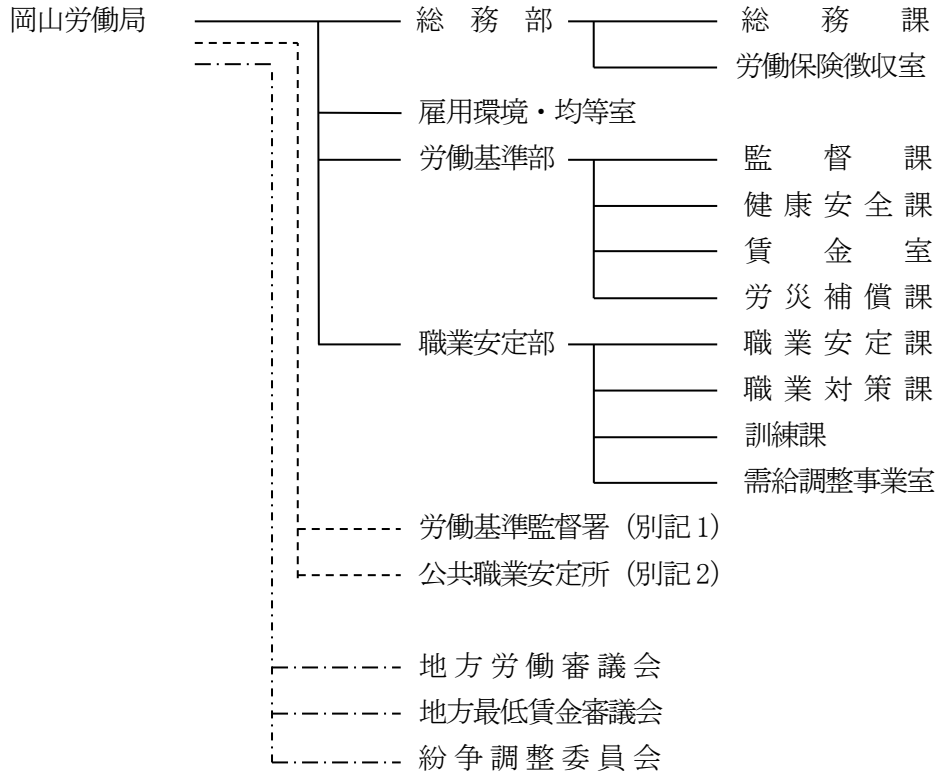 岡山労働局 総務部 総務課
労働保険徴収室
雇用環境・均等室
労働基準部 監督課
健康安全課
賃金室
労災補償課
職業安定部 職業安定課
職業対策課
訓練課
需給調整事業室
労働基準監督署（別記1）
公共職業安定所（別記2）
地方労働審議会
地方最低賃金審議会
紛争調整委員会